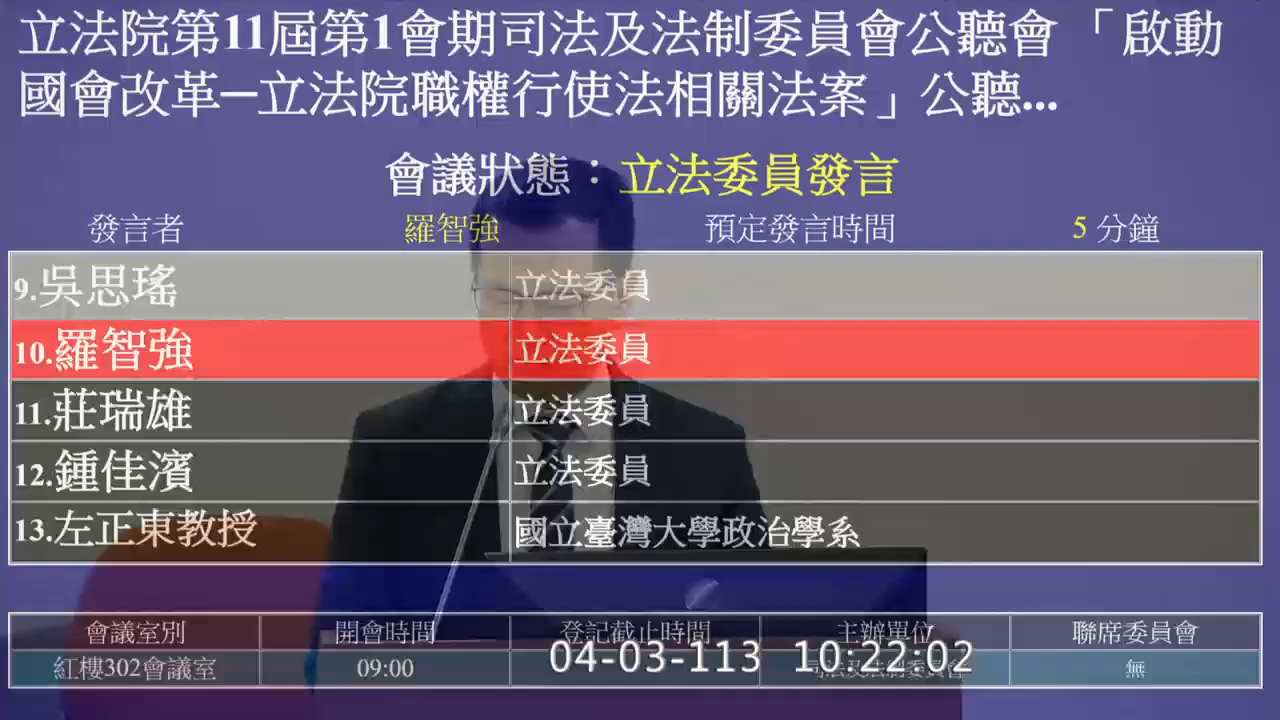 立法院第11屆第1會期司法及法制委員會公聽會 「啟動
國會改革─立法院職權行使法相關法案」公聽...
會議狀態：立法委員發言
發言者 羅智強 預定發言時間 5 分鐘
9.吳思瑤 立法委員
10.羅智強 立法委員
11.莊瑞雄 立法委員
12.鍾佳濱 立法委員
13.左正東教授 國立臺灣大學政治學系
會議室別 開會時間 登記截止時間 主辦單位 聯席委員會
紅樓302會議室 09:00 司法及法制委員會 無
04-03-113 10:22:02